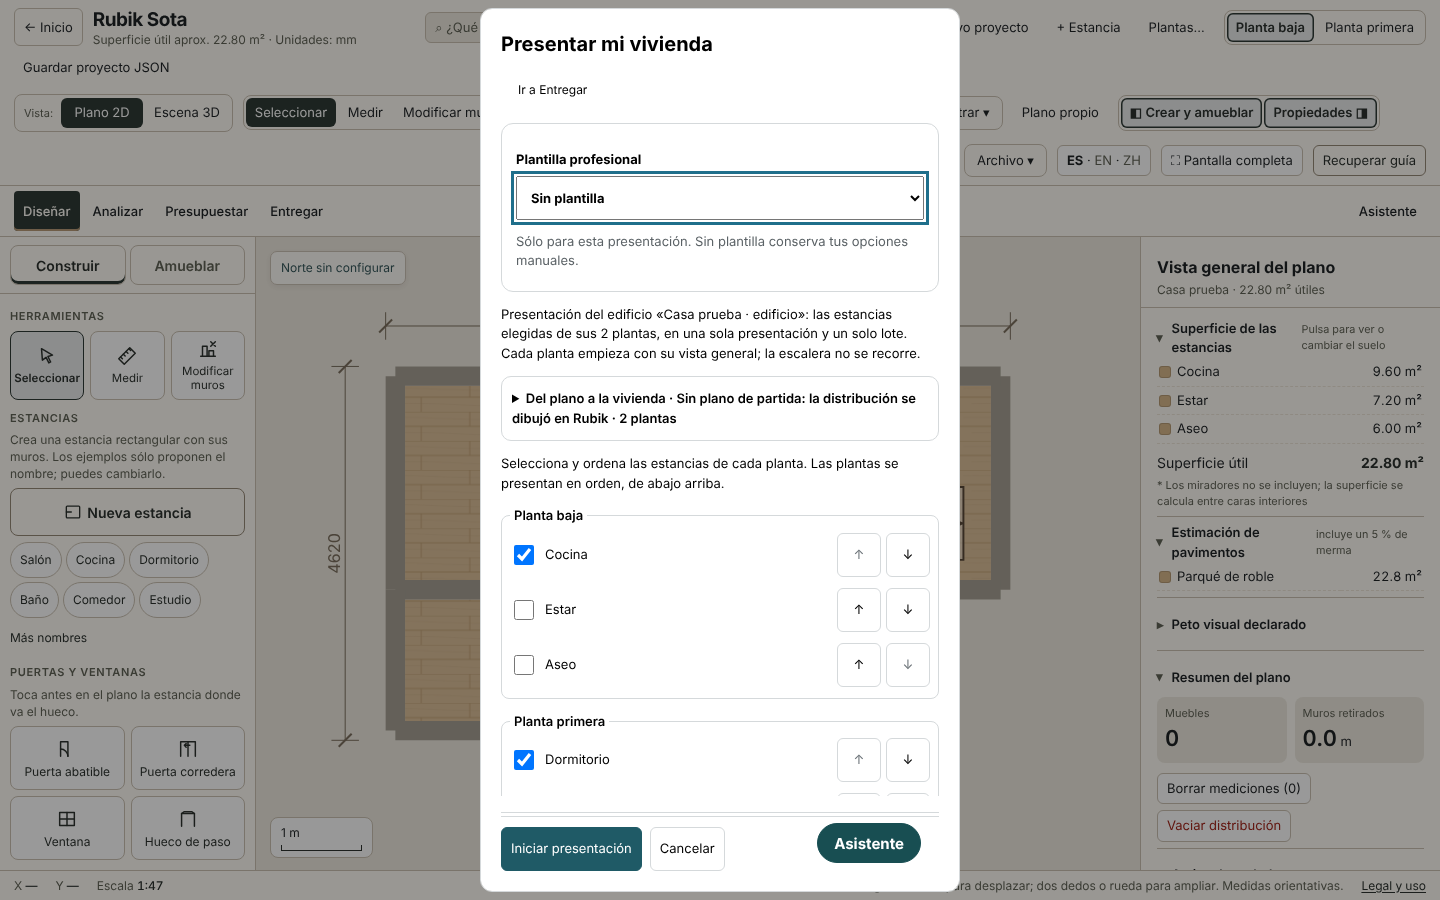 ← Inicio
Rubik Sota
Superficie útil aprox. 22.80 m² · Unidades: mm
¿Qué
proyecto
+ Estancia
Plantas...
Planta baja
Planta primera
Guardar proyecto JSON
Vista:
Plano 2D
Escena 3D
Seleccionar
Medir
Modificar
Plano propio
Crear y amueblar
Propiedades
Archivo ▾
ES · EN · ZH
Pantalla completa
Recuperar guía
Diseñar
Analizar
Presupuestar
Entregar
Asistente
Construir
Amueblar
HERRAMIENTAS
Seleccionar
Medir
Modificar
muros
ESTANCIAS
Crea una estancia rectangular con sus
muros. Los ejemplos sólo proponen el
nombre; puedes cambiarlo.
Nueva estancia
Salón
Cocina
Dormitorio
Baño
Comedor
Estudio
Más nombres
PUERTAS Y VENTANAS
Toca antes en el plano la estancia donde
va el hueco.
Puerta abatible
Puerta corredera
Ventana
Hueco de paso
Norte sin configurar
4620
1 m
Presentar mi vivienda
Ir a Entregar
Plantilla profesional
Sin plantilla
Sólo para esta presentación. Sin plantilla conserva tus opciones
manuales.
Presentación del edificio «Casa prueba · edificio»: las estancias
elegidas de sus 2 plantas, en una sola presentación y un solo lote.
Cada planta empieza con su vista general; la escalera no se recorre.
▶ Del plano a la vivienda · Sin plano de partida: la distribución se
dibujó en Rubik · 2 plantas
Selecciona y ordena las estancias de cada planta. Las plantas se
presentan en orden, de abajo arriba.
Planta baja
Cocina
↑
↓
Estar
↑
↓
Aseo
↑
↓
Planta primera
Dormitorio
↑
↓
Iniciar presentación
Cancelar
Asistente
Vista general del plano
Casa prueba · 22.80 m² útiles
▼ Superficie de las
estancias
Pulsa para ver o
cambiar el suelo
Cocina
9.60 m²
Estar
7.20 m²
Aseo
6.00 m²
Superficie útil
22.80 m²
* Los miradores no se incluyen; la superficie se
calcula entre caras interiores
▼ Estimación de
pavimentos
incluye un 5 % de
merma
Parqué de roble
22.8 m²
▶ Peto visual declarado
▼ Resumen del plano
Muebles
0
Muros retirados
0.0 m
Borrar mediciones (0)
Vaciar distribución
X —
Y —
Escala 1:47
para desplazar; dos dedos o rueda para ampliar. Medidas orientativas.
Legal y uso